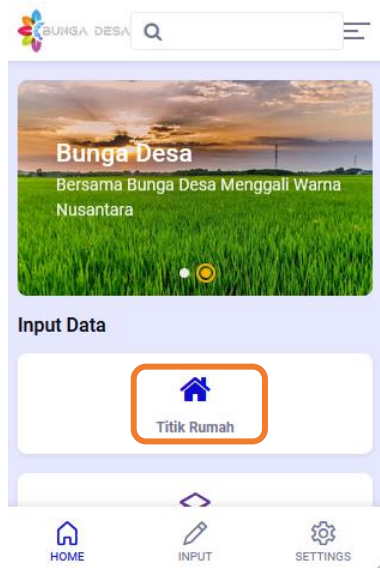 BUNGA DESA
Bunga Desa
Bersama Bunga Desa Menggali Warna
Nusantara
Input Data
Titik Rumah
HOME
INPUT
SETTINGS